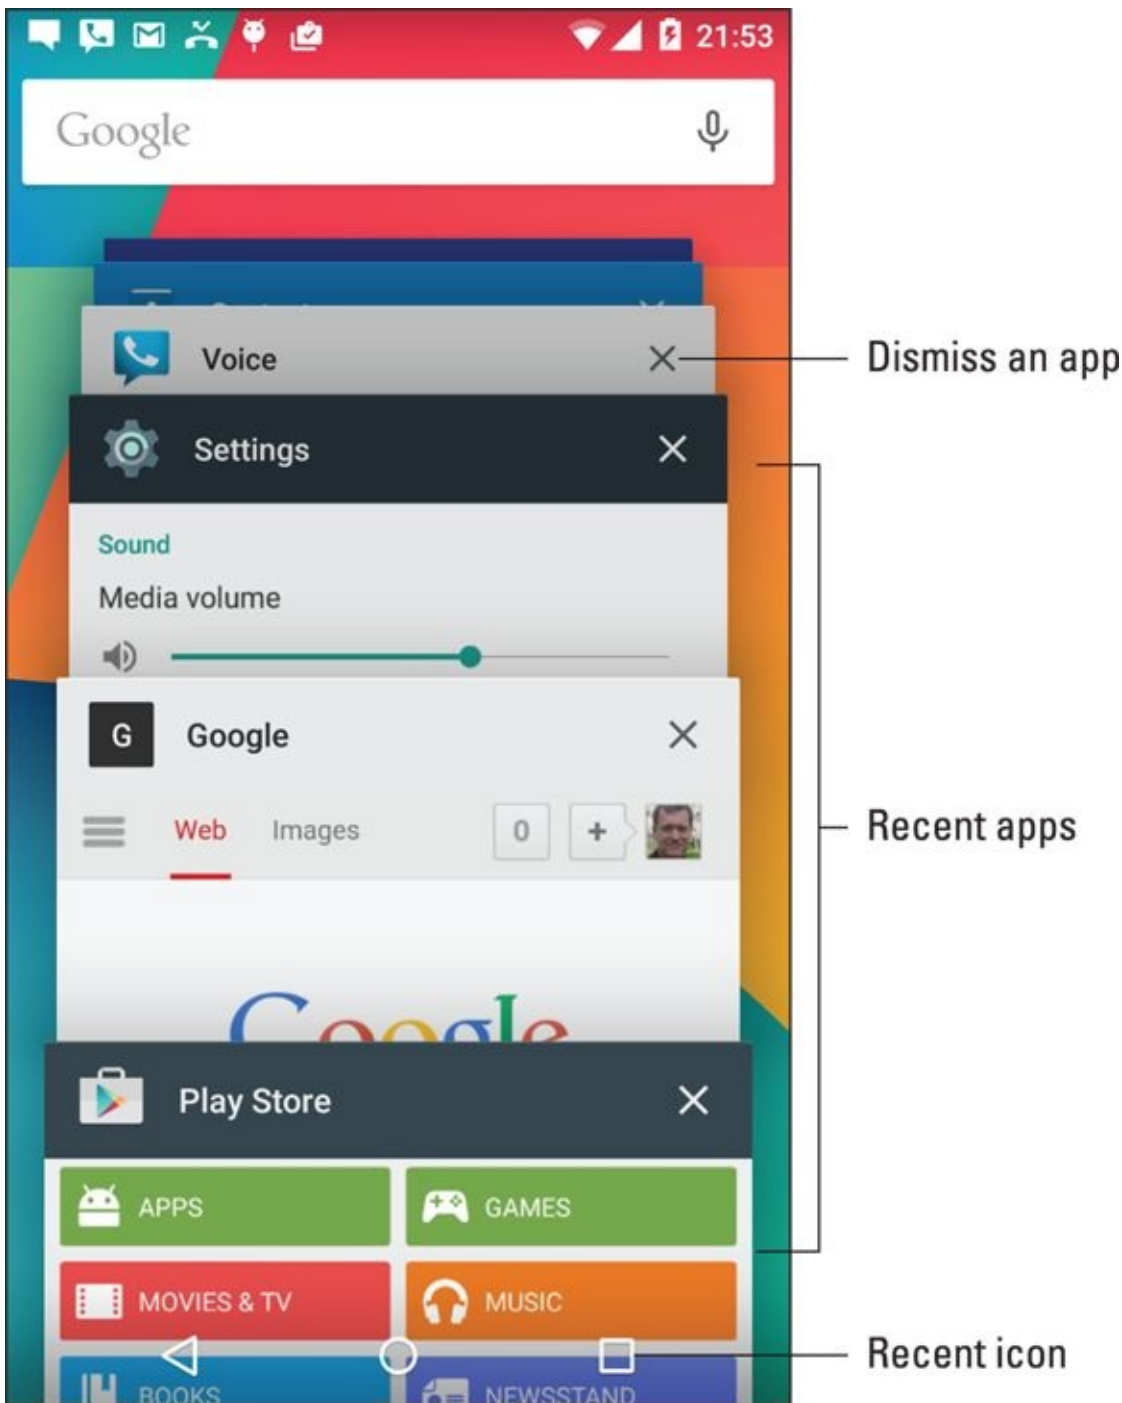 21:53
Google
Voice
Dismiss an app
Settings
Sound
Media volume
G Google
Web Images 0 +
Recent apps
Google
Play Store
APPS GAMES
MOVIES & TV MUSIC
Recent icon
BOOKS NEWSSTAND